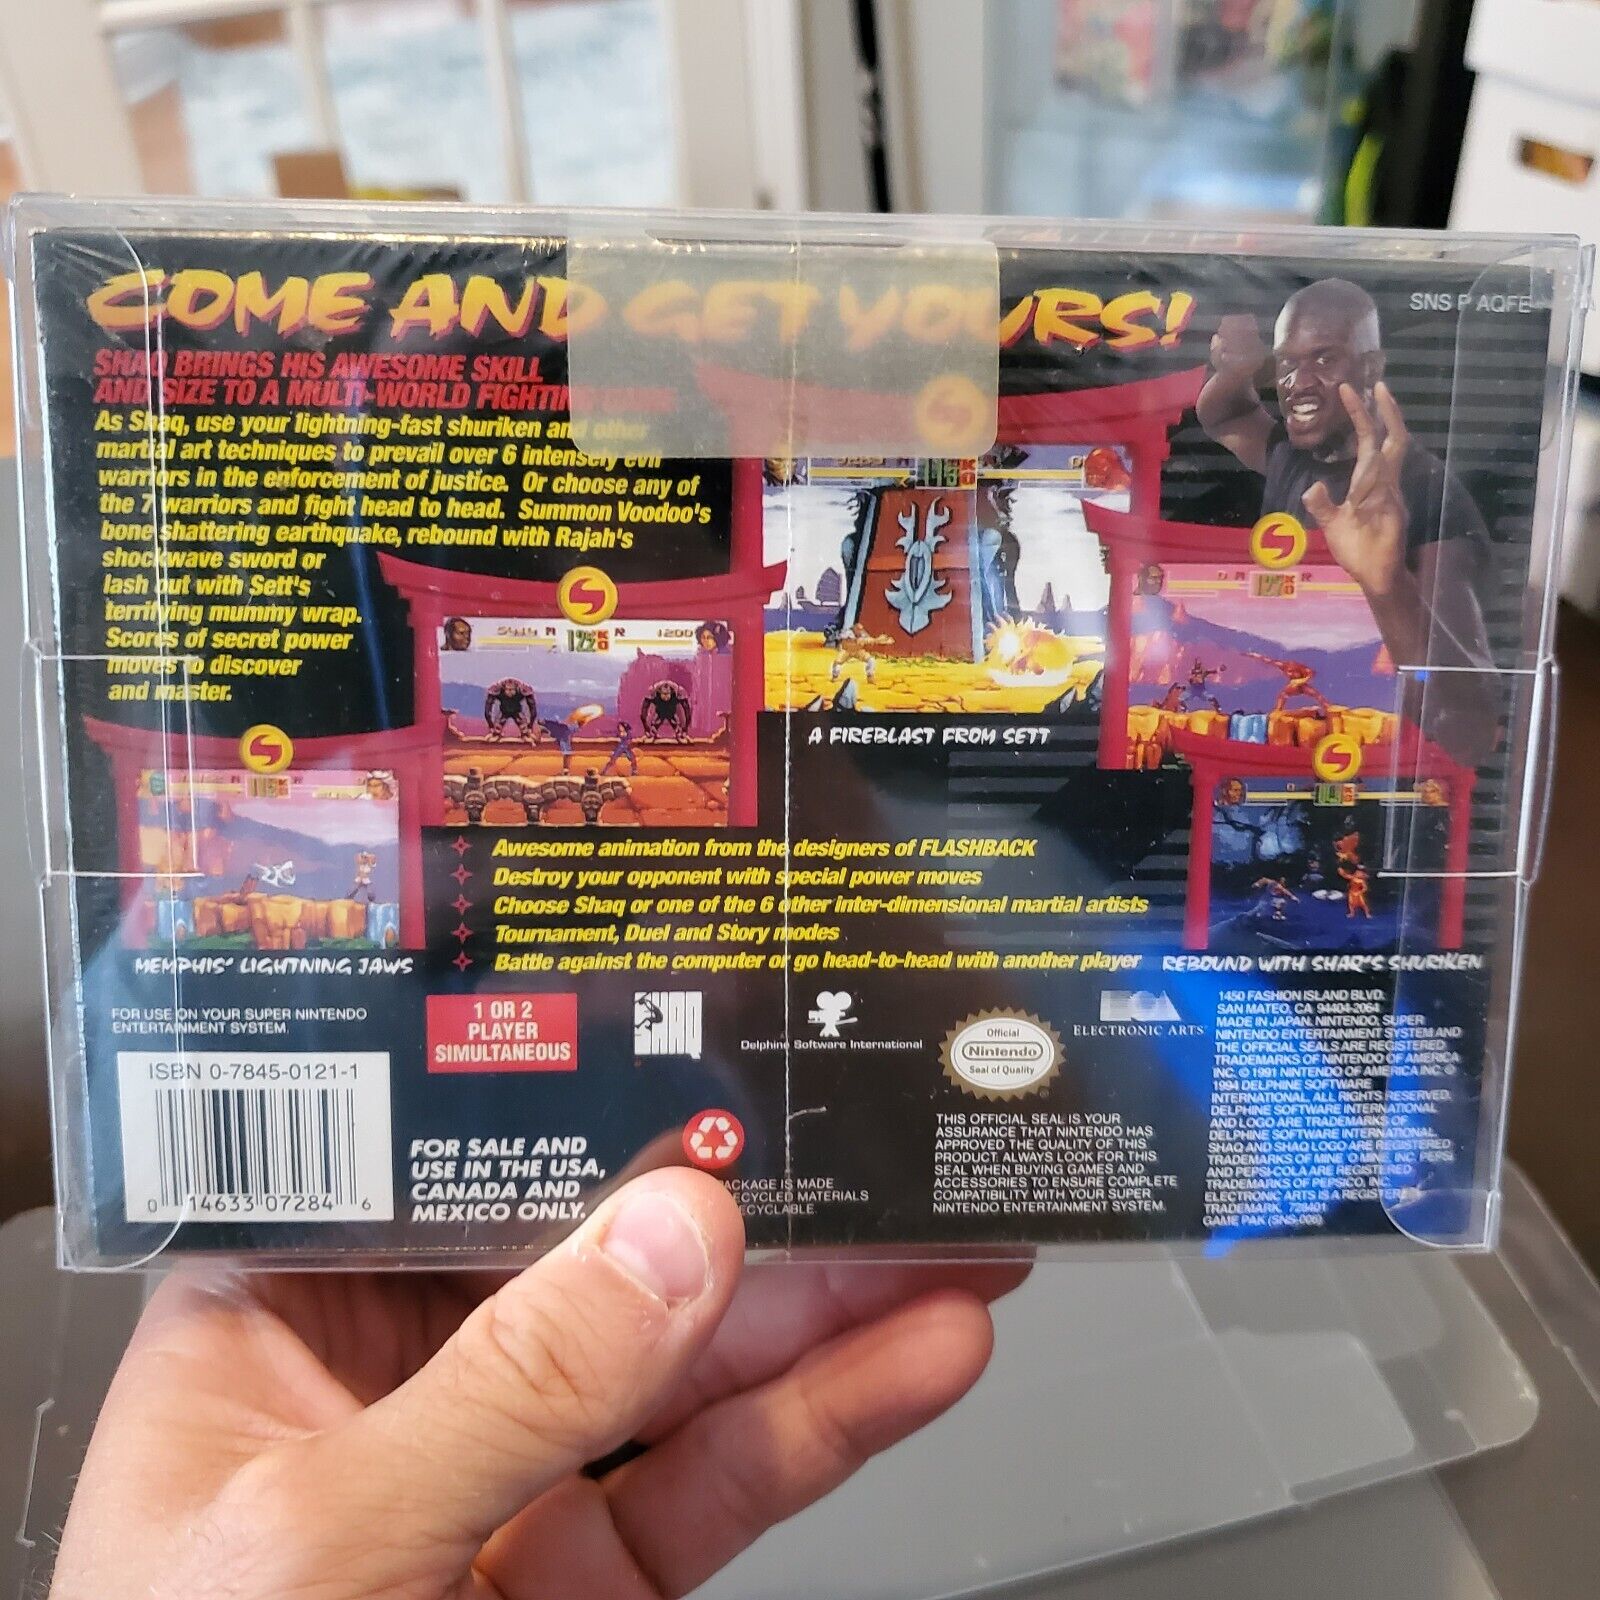 COME AND GET YOURS!
SNS P AQFE
SHAQ BRINGS HIS AWESOME SKILL
AND SIZE TO A MULTI-WORLD FIGHTING GAME
As Shaq, use your lightning-fast shuriken and other
martial art techniques to prevail over 6 intensely evil
warriors in the enforcement of justice. Or choose any of
the 7 warriors and fight head to head. Summon Voodoo's
bone shattering earthquake, rebound with Rajah's
shockwave sword or
lash out with Sett's
terrifying mummy wrap.
Scores of secret power
moves to discover
and master.
5414 R 122 KO R 1200
A FIREBLAST FROM SETT
MEMPHIS' LIGHTNING JAWS
Awesome animation from the designers of FLASHBACK
Destroy your opponent with special power moves
Choose Shaq or one of the 6 other inter-dimensional martial artists
Tournament, Duel and Story modes
Battle against the computer or go head-to-head with another player
REBOUND WITH SHAQ'S SHURIKEN
FOR USE ON YOUR SUPER NINTENDO
ENTERTAINMENT SYSTEM.
1 OR 2
PLAYER
SIMULTANEOUS
SHAQ
Delphine Software International
Official
Nintendo
Seal of Quality
ELECTRONIC ARTS
1450 FASHION ISLAND BLVD.
SAN MATEO, CA 94404-2064
MADE IN JAPAN. NINTENDO, SUPER
NINTENDO ENTERTAINMENT SYSTEM AND
THE OFFICIAL SEALS ARE REGISTERED
TRADEMARKS OF NINTENDO OF AMERICA
INC. © 1991 NINTENDO OF AMERICA INC. ©
1994 DELPHINE SOFTWARE
INTERNATIONAL, ALL RIGHTS RESERVED.
DELPHINE SOFTWARE INTERNATIONAL
AND LOGO ARE TRADEMARKS OF
DELPHINE SOFTWARE INTERNATIONAL.
SHAQ AND SHAQ LOGO ARE REGISTERED
TRADEMARKS OF MINE O MINE, INC. PEPSI
AND PEPSI-COLA ARE REGISTERED
TRADEMARKS OF PEPSICO, INC.
ELECTRONIC ARTS IS A REGISTERED
TRADEMARK. 728401
GAME PAK (SNS-006)
ISBN 0-7845-0121-1
0 14633 07284 6
FOR SALE AND
USE IN THE USA,
CANADA AND
MEXICO ONLY.
PACKAGE IS MADE
RECYCLED MATERIALS
RECYCLABLE.
THIS OFFICIAL SEAL IS YOUR
ASSURANCE THAT NINTENDO HAS
APPROVED THE QUALITY OF THIS
PRODUCT. ALWAYS LOOK FOR THIS
SEAL WHEN BUYING GAMES AND
ACCESSORIES TO ENSURE COMPLETE
COMPATIBILITY WITH YOUR SUPER
NINTENDO ENTERTAINMENT SYSTEM.